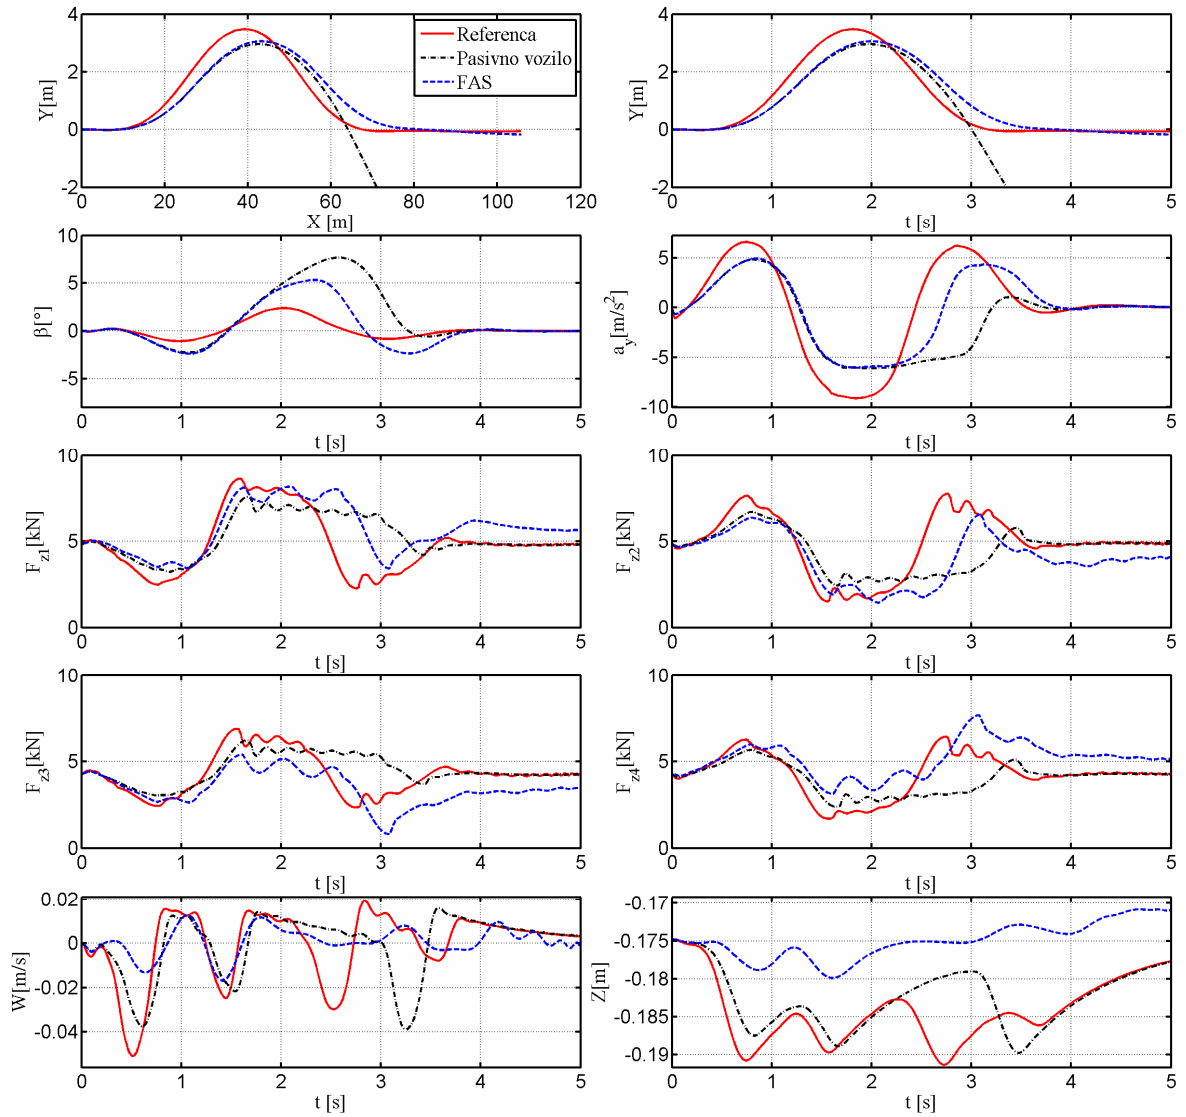 4
2
0
-2
Y[m]
0 20 40 60 80 100 120
X [m]
Referenca
Pasivno vozilo
FAS
4
2
0
-2
Y[m]
0 1 2 3 4 5
t [s]
10
5
0
-5
β[°]
0 1 2 3 4 5
t [s]
5
0
-5
-10
a_y[m/s²]
0 1 2 3 4 5
t [s]
10
5
0
F_z1[kN]
0 1 2 3 4 5
t [s]
10
5
0
F_z2[kN]
0 1 2 3 4 5
t [s]
10
5
0
F_z3[kN]
0 1 2 3 4 5
t [s]
10
5
0
F_z4[kN]
0 1 2 3 4 5
t [s]
0.02
0
-0.02
-0.04
W[m/s]
0 1 2 3 4 5
t [s]
-0.17
-0.175
-0.18
-0.185
-0.19
Z[m]
0 1 2 3 4 5
t [s]